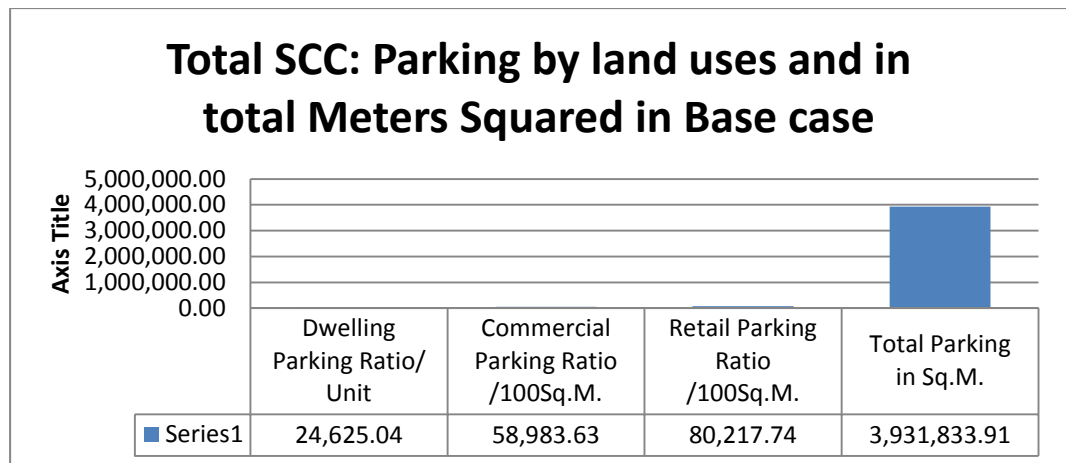 Total SCC: Parking by land uses and in
total Meters Squared in Base case
Axis Title
5,000,000.00
4,000,000.00
3,000,000.00
2,000,000.00
1,000,000.00
0.00
Dwelling
Parking Ratio/
Unit
Commercial
Parking Ratio
/100Sq.M.
Retail Parking
Ratio
/100Sq.M.
Total Parking
in Sq.M.
Series1 24,625.04 58,983.63 80,217.74 3,931,833.91